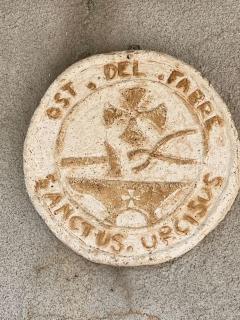 OST . DEL . FABRE
SANCTUS . URCISUS